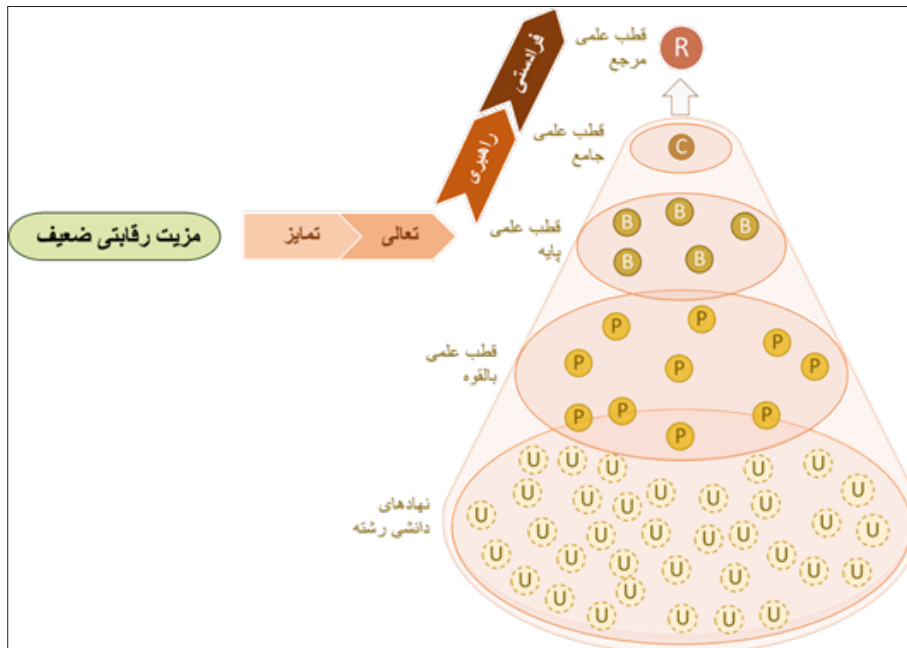 قطب علمی
مرجع
R
فرادستی
راهبری
قطب علمی
جامع
C
مزیت رقابتی ضعیف
تمایز
تعالی
قطب علمی
پایه
B B B
B B
قطب علمی
بالقوه
P P P
P P P
P P P P
نهادهای
دانشی رشته
U U U U U
U U U U U U U
U U U U U U U U
U U U U U U U U
U U U U U U U